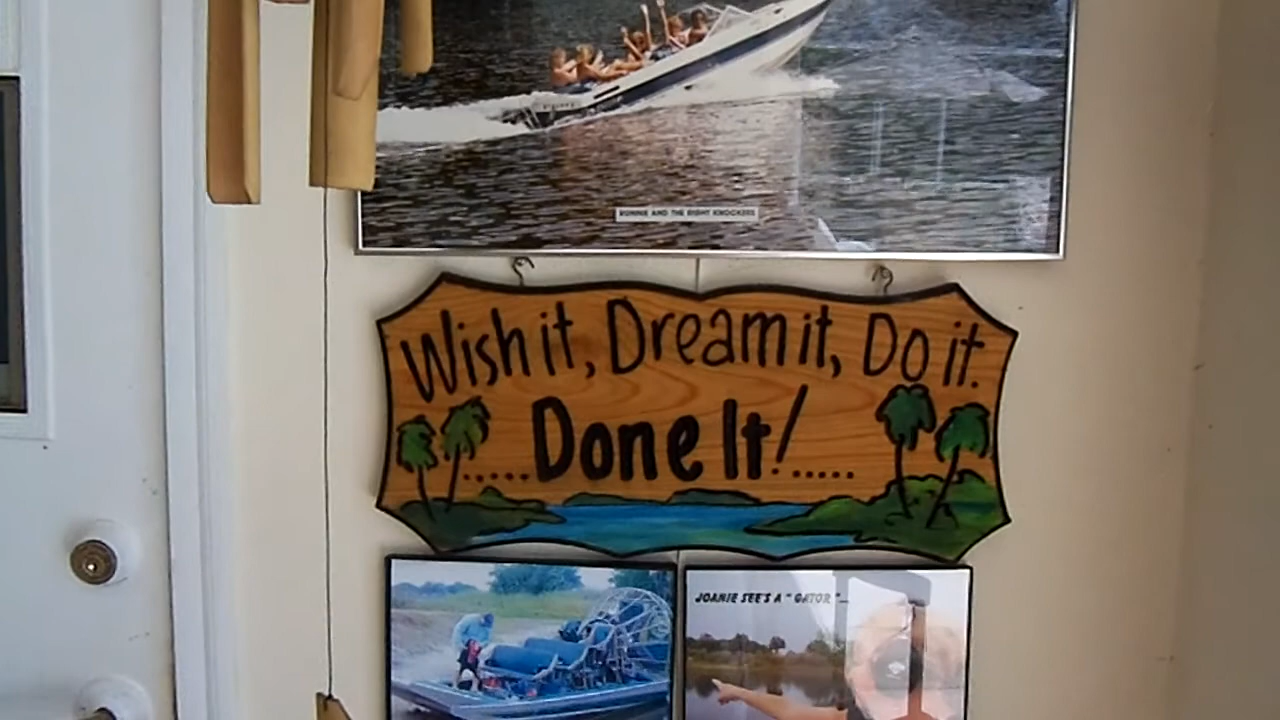 RONNIE AND THE EIGHT KNOCKERS
Wish it, Dream it, Do it.
.....Done It!.....
JOANIE SEE'S A "GATOR"...